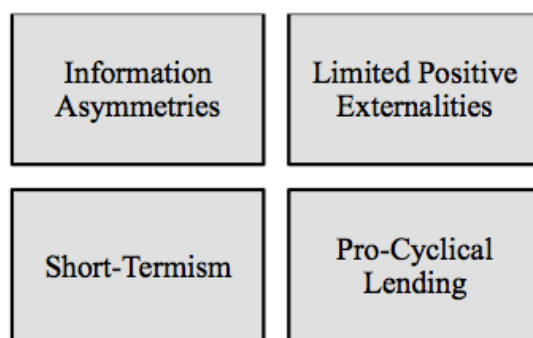 Information
Asymmetries
Limited Positive
Externalities
Short-Termism
Pro-Cyclical
Lending